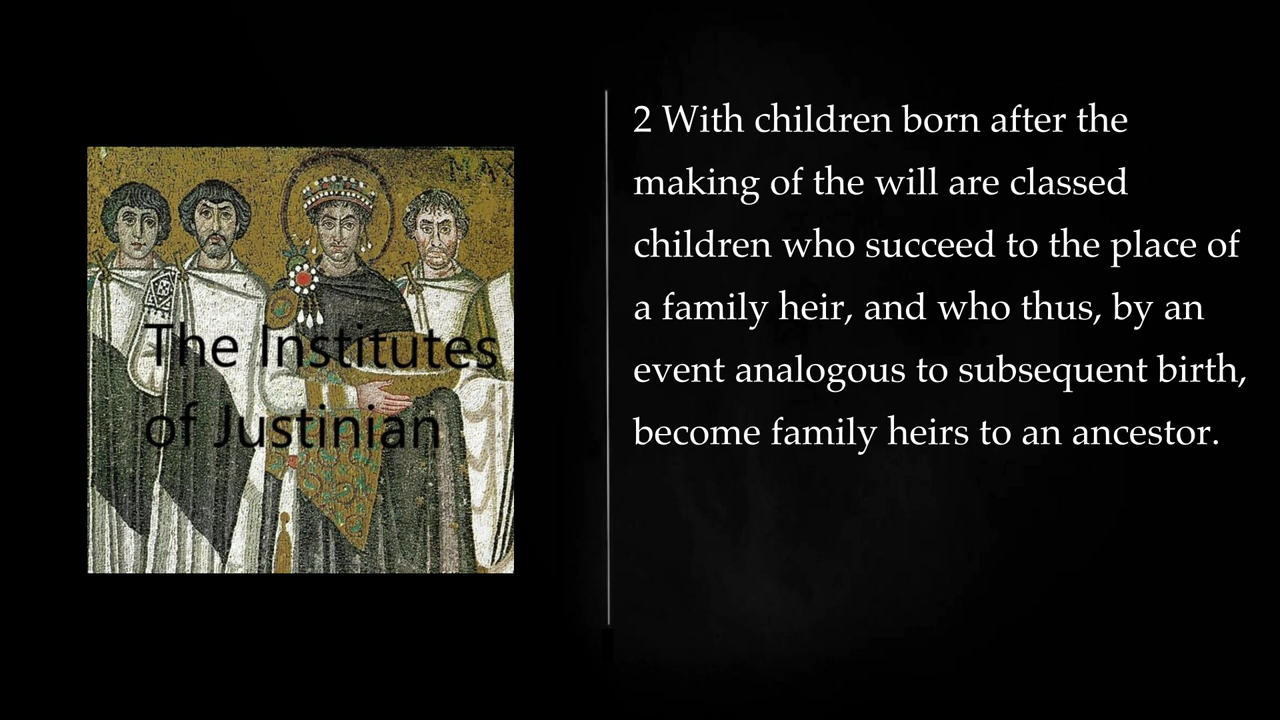 MAX
The Institutes
of Justinian
2 With children born after the
making of the will are classed
children who succeed to the place of
a family heir, and who thus, by an
event analogous to subsequent birth,
become family heirs to an ancestor.